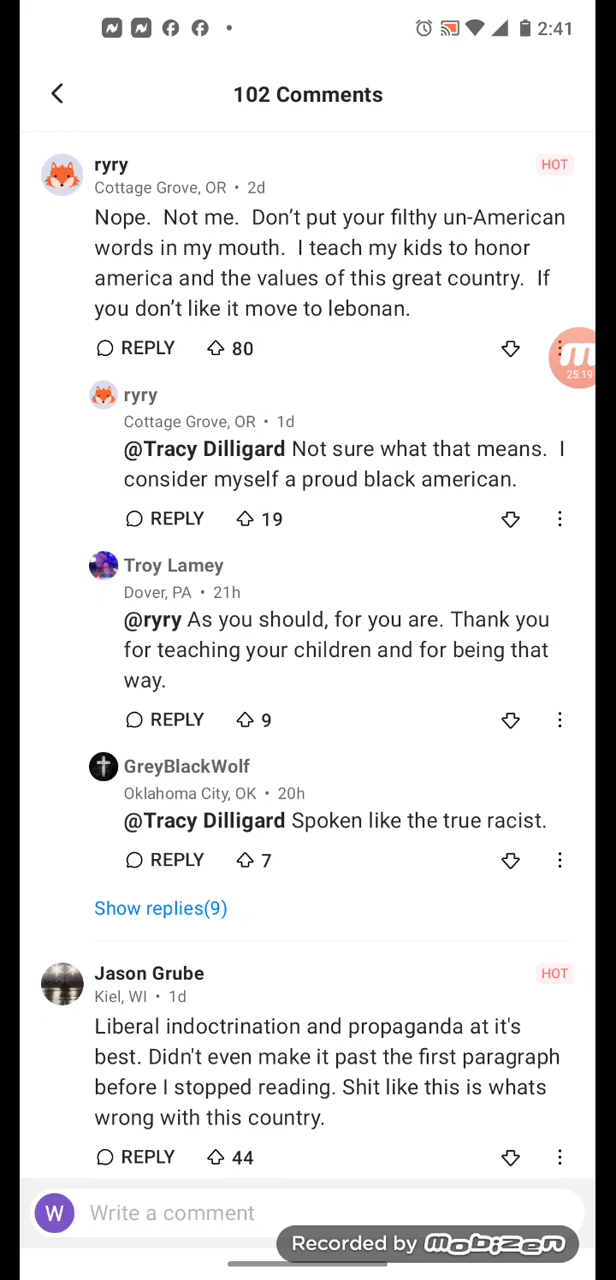 2:41
102 Comments
ryry
HOT
Cottage Grove, OR • 2d
Nope. Not me. Don’t put your filthy un-American
words in my mouth. I teach my kids to honor
america and the values of this great country. If
you don’t like it move to lebonan.
REPLY 80
25:19
ryry
Cottage Grove, OR • 1d
@Tracy Dilligard Not sure what that means. I
consider myself a proud black american.
REPLY 19
Troy Lamey
Dover, PA • 21h
@ryry As you should, for you are. Thank you
for teaching your children and for being that
way.
REPLY 9
GreyBlackWolf
Oklahoma City, OK • 20h
@Tracy Dilligard Spoken like the true racist.
REPLY 7
Show replies(9)
Jason Grube
HOT
Kiel, WI • 1d
Liberal indoctrination and propaganda at it's
best. Didn't even make it past the first paragraph
before I stopped reading. Shit like this is whats
wrong with this country.
REPLY 44
W
Write a comment
Recorded by mobizen